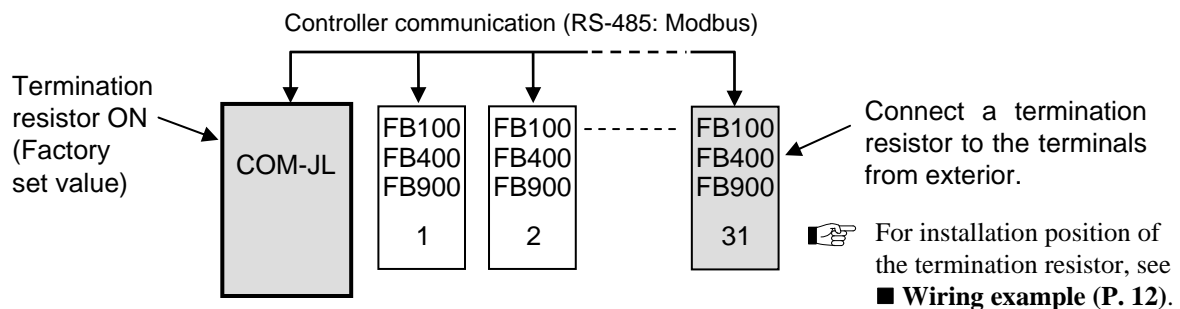 Controller communication (RS-485: Modbus)
Termination
resistor ON
(Factory
set value)
COM-JL
FB100
FB400
FB900
1
FB100
FB400
FB900
2
FB100
FB400
FB900
31
Connect a termination
resistor to the terminals
from exterior.
For installation position of
the termination resistor, see
■ Wiring example (P. 12).